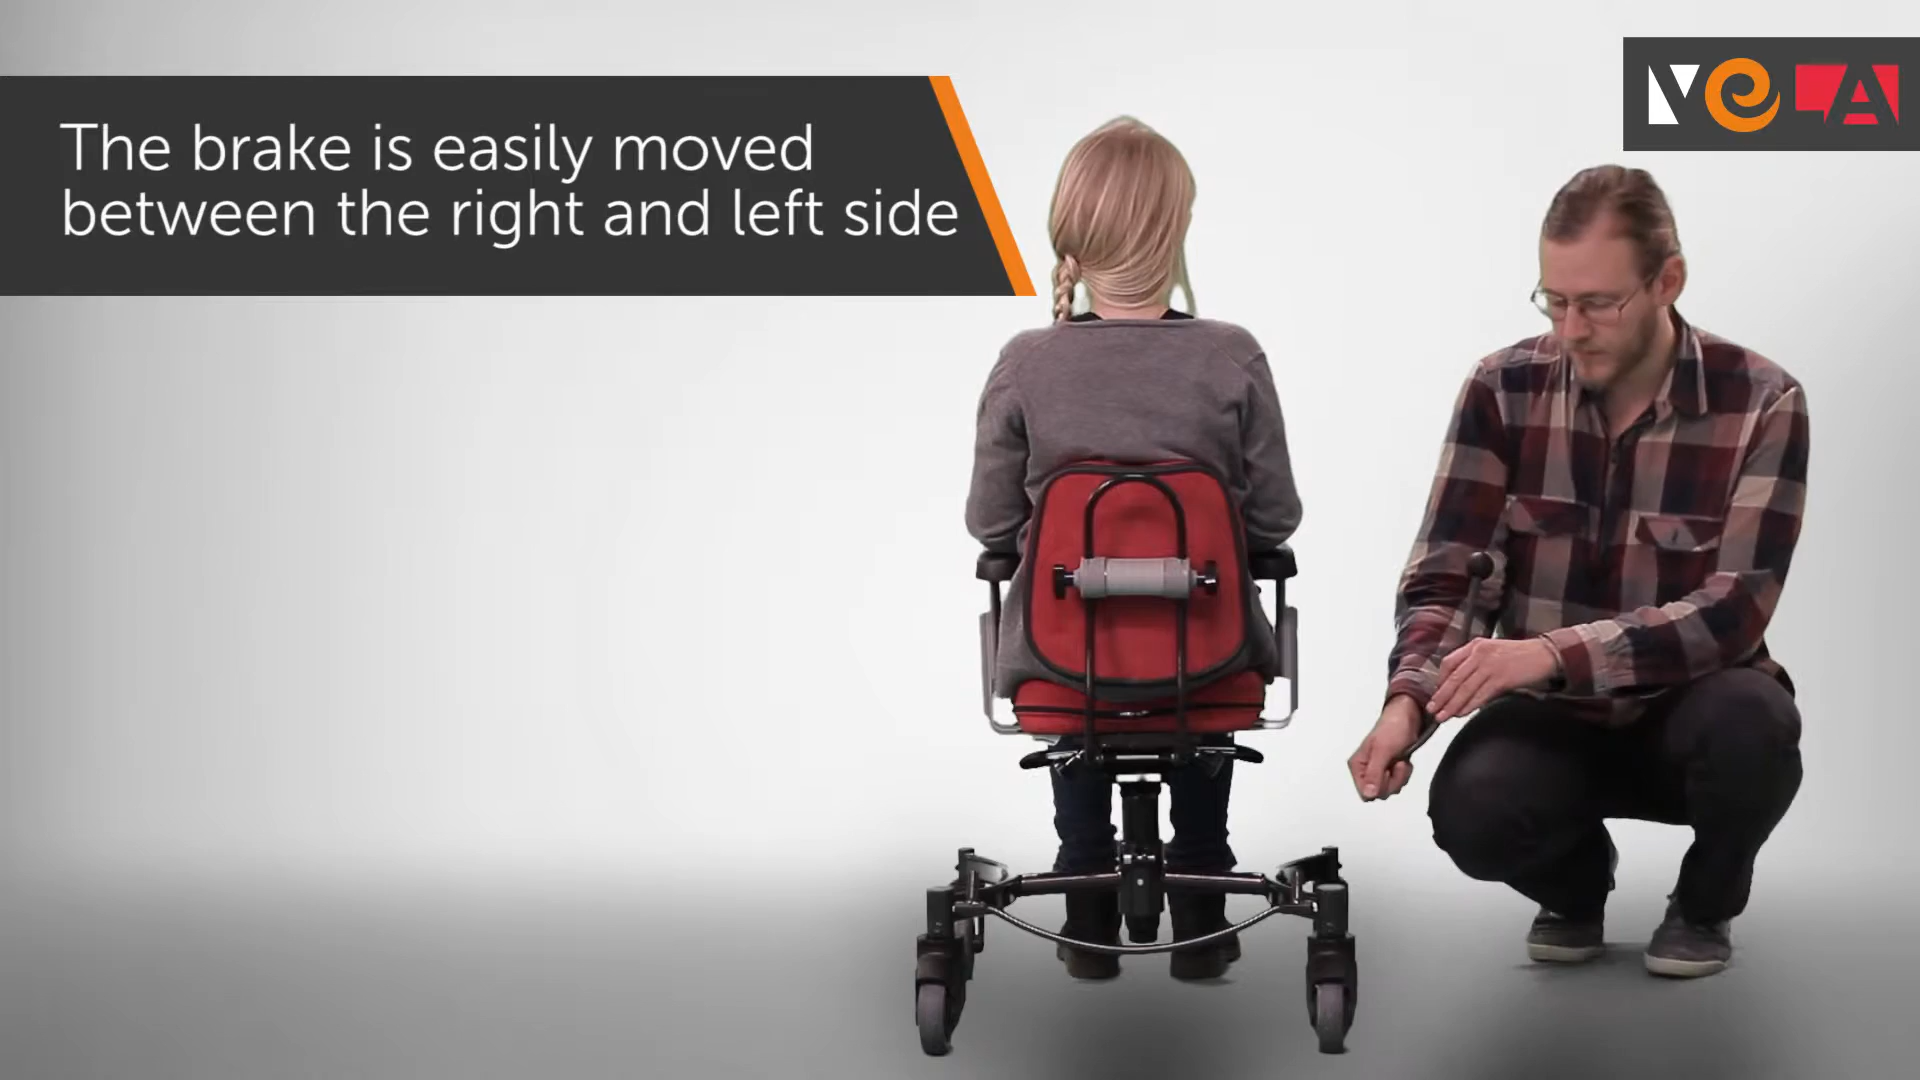 The brake is easily moved
between the right and left side
VELA